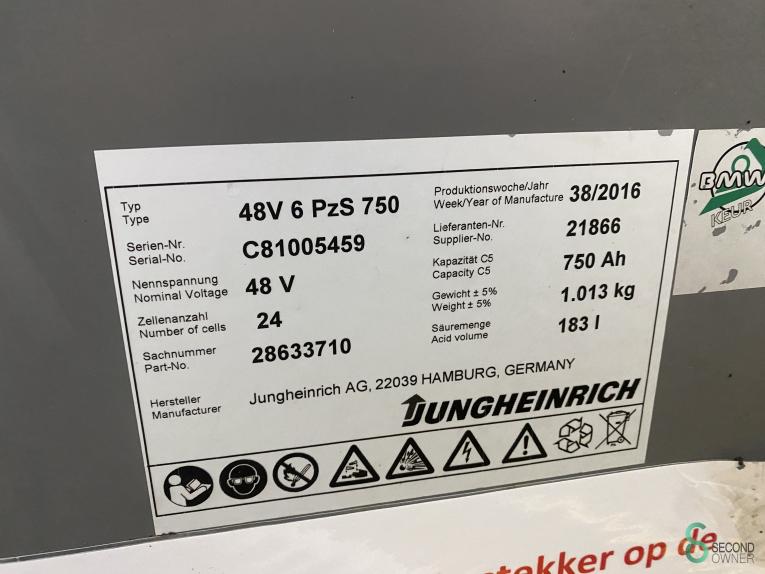 Typ
Type
48V 6 PzS 750
Serien-Nr.
Serial-No.
C81005459
Nennspannung
Nominal Voltage
48 V
Zellenanzahl
Number of cells
24
Sachnummer
Part-No.
28633710
Produktionswoche/Jahr
Week/Year of Manufacture
38/2016
Lieferanten-Nr.
Supplier-No.
21866
Kapazität C5
Capacity C5
750 Ah
Gewicht ± 5%
Weight ± 5%
1.013 kg
Säuremenge
Acid volume
183 l
Hersteller
Manufacturer
Jungheinrich AG, 22039 HAMBURG, GERMANY
JUNGHEINRICH
BMWT
KEUR
stekker op de
SECOND
OWNER